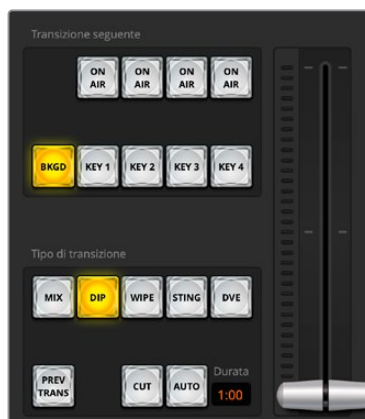 Transizione seguente
ON AIR ON AIR ON AIR ON AIR
BKGD KEY 1 KEY 2 KEY 3 KEY 4
Tipo di transizione
MIX DIP WIPE STING DVE
Durata
PREV TRANS CUT AUTO 1:00